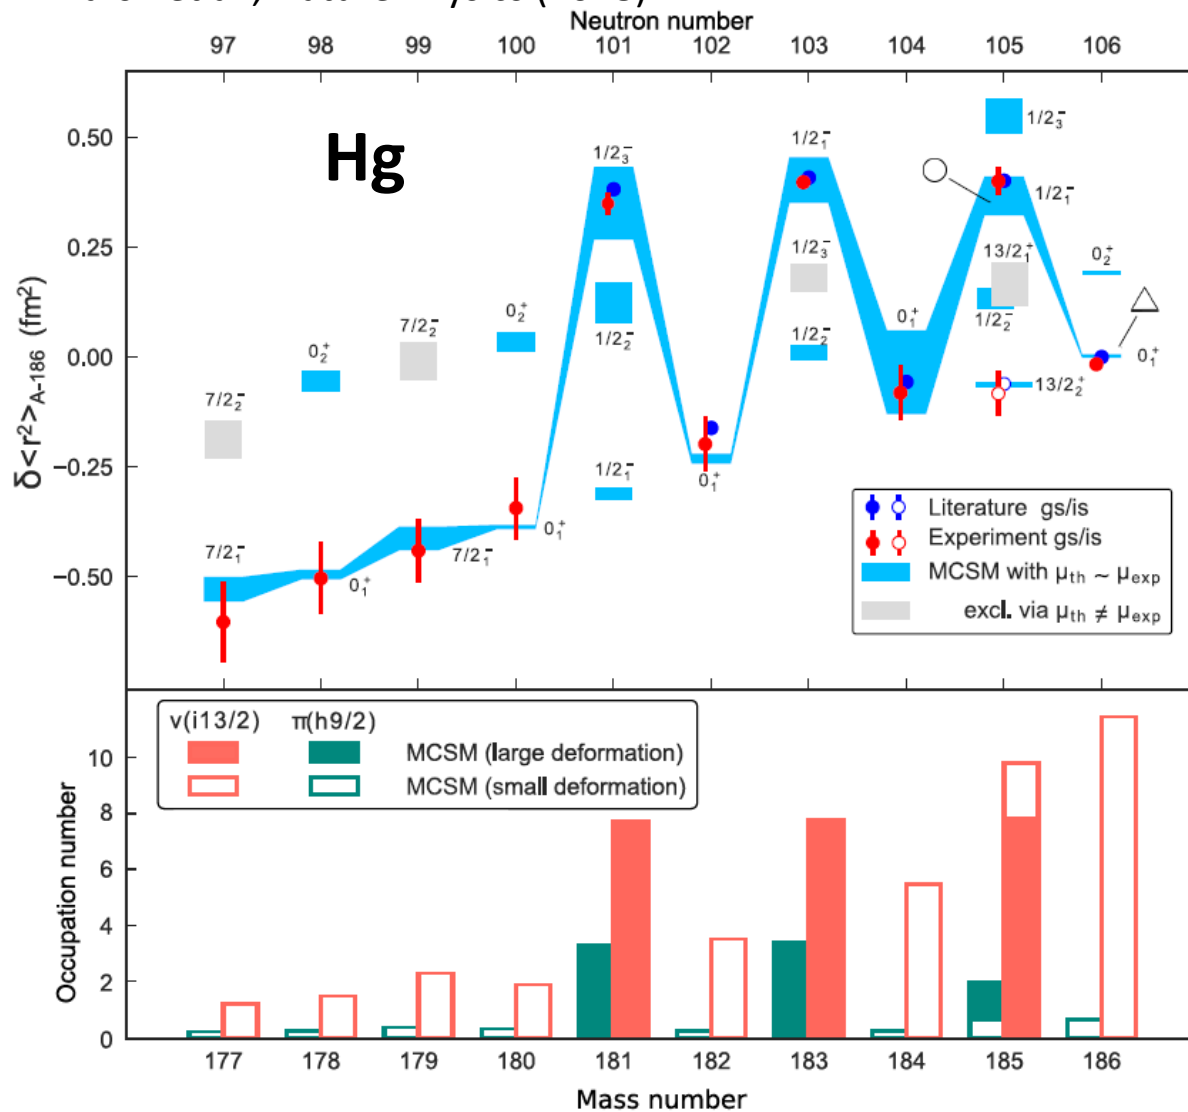 Neutron number
97 98 99 100 101 102 103 104 105 106
Hg
δ<r²>A-186 (fm²)
0.50
0.25
0.00
−0.25
−0.50
7/2₂⁻
7/2₁⁻
0₂⁺
0₁⁺
7/2₂⁻
7/2₁⁻
0₂⁺
0₁⁺
1/2₃⁻
1/2₂⁻
1/2₁⁻
0₁⁺
1/2₁⁻
1/2₃⁻
1/2₂⁻
0₁⁺
1/2₃⁻
1/2₁⁻
13/2₁⁺
1/2₂⁻
13/2₂⁺
0₂⁺
0₁⁺
Literature gs/is
Experiment gs/is
MCSM with μth ~ μexp
excl. via μth ≠ μexp
ν(i13/2) π(h9/2)
MCSM (large deformation)
MCSM (small deformation)
Occupation number
10
8
6
4
2
0
177 178 179 180 181 182 183 184 185 186
Mass number